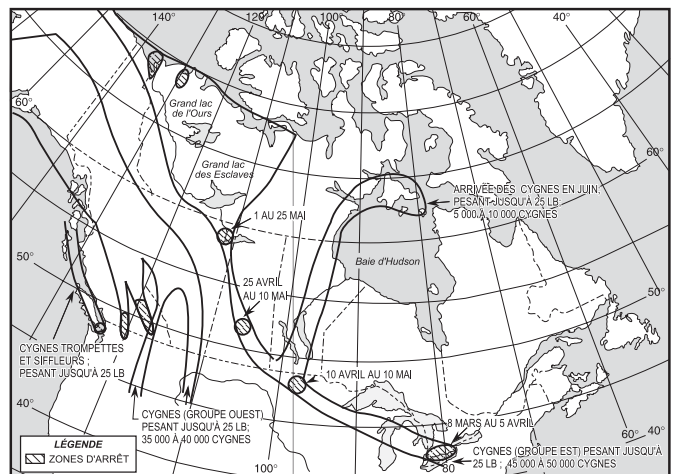 140°
120°
100°
80°
60°
40°
60°
Grand lac
de l'Ours
Grand lac
des Esclaves
60°
ARRIVÉE DES CYGNES EN JUIN;
PESANT JUSQU'À 25 LB;
5 000 À 10 000 CYGNES
1 AU 25 MAI
50°
Baie d'Hudson
25 AVRIL
AU 10 MAI
50°
CYGNES TROMPETTES
ET SIFFLEURS ;
PESANT JUSQU'À 25 LB
10 AVRIL AU 10 MAI
40°
CYGNES (GROUPE OUEST)
PESANT JUSQU'À 25 LB;
35 000 À 40 000 CYGNES
8 MARS AU 5 AVRIL
40°
LÉGENDE
ZONES D'ARRÊT
CYGNES (GROUPE EST) PESANT JUSQU'À
25 LB ; 45 000 À 50 000 CYGNES
100°
80°
60°